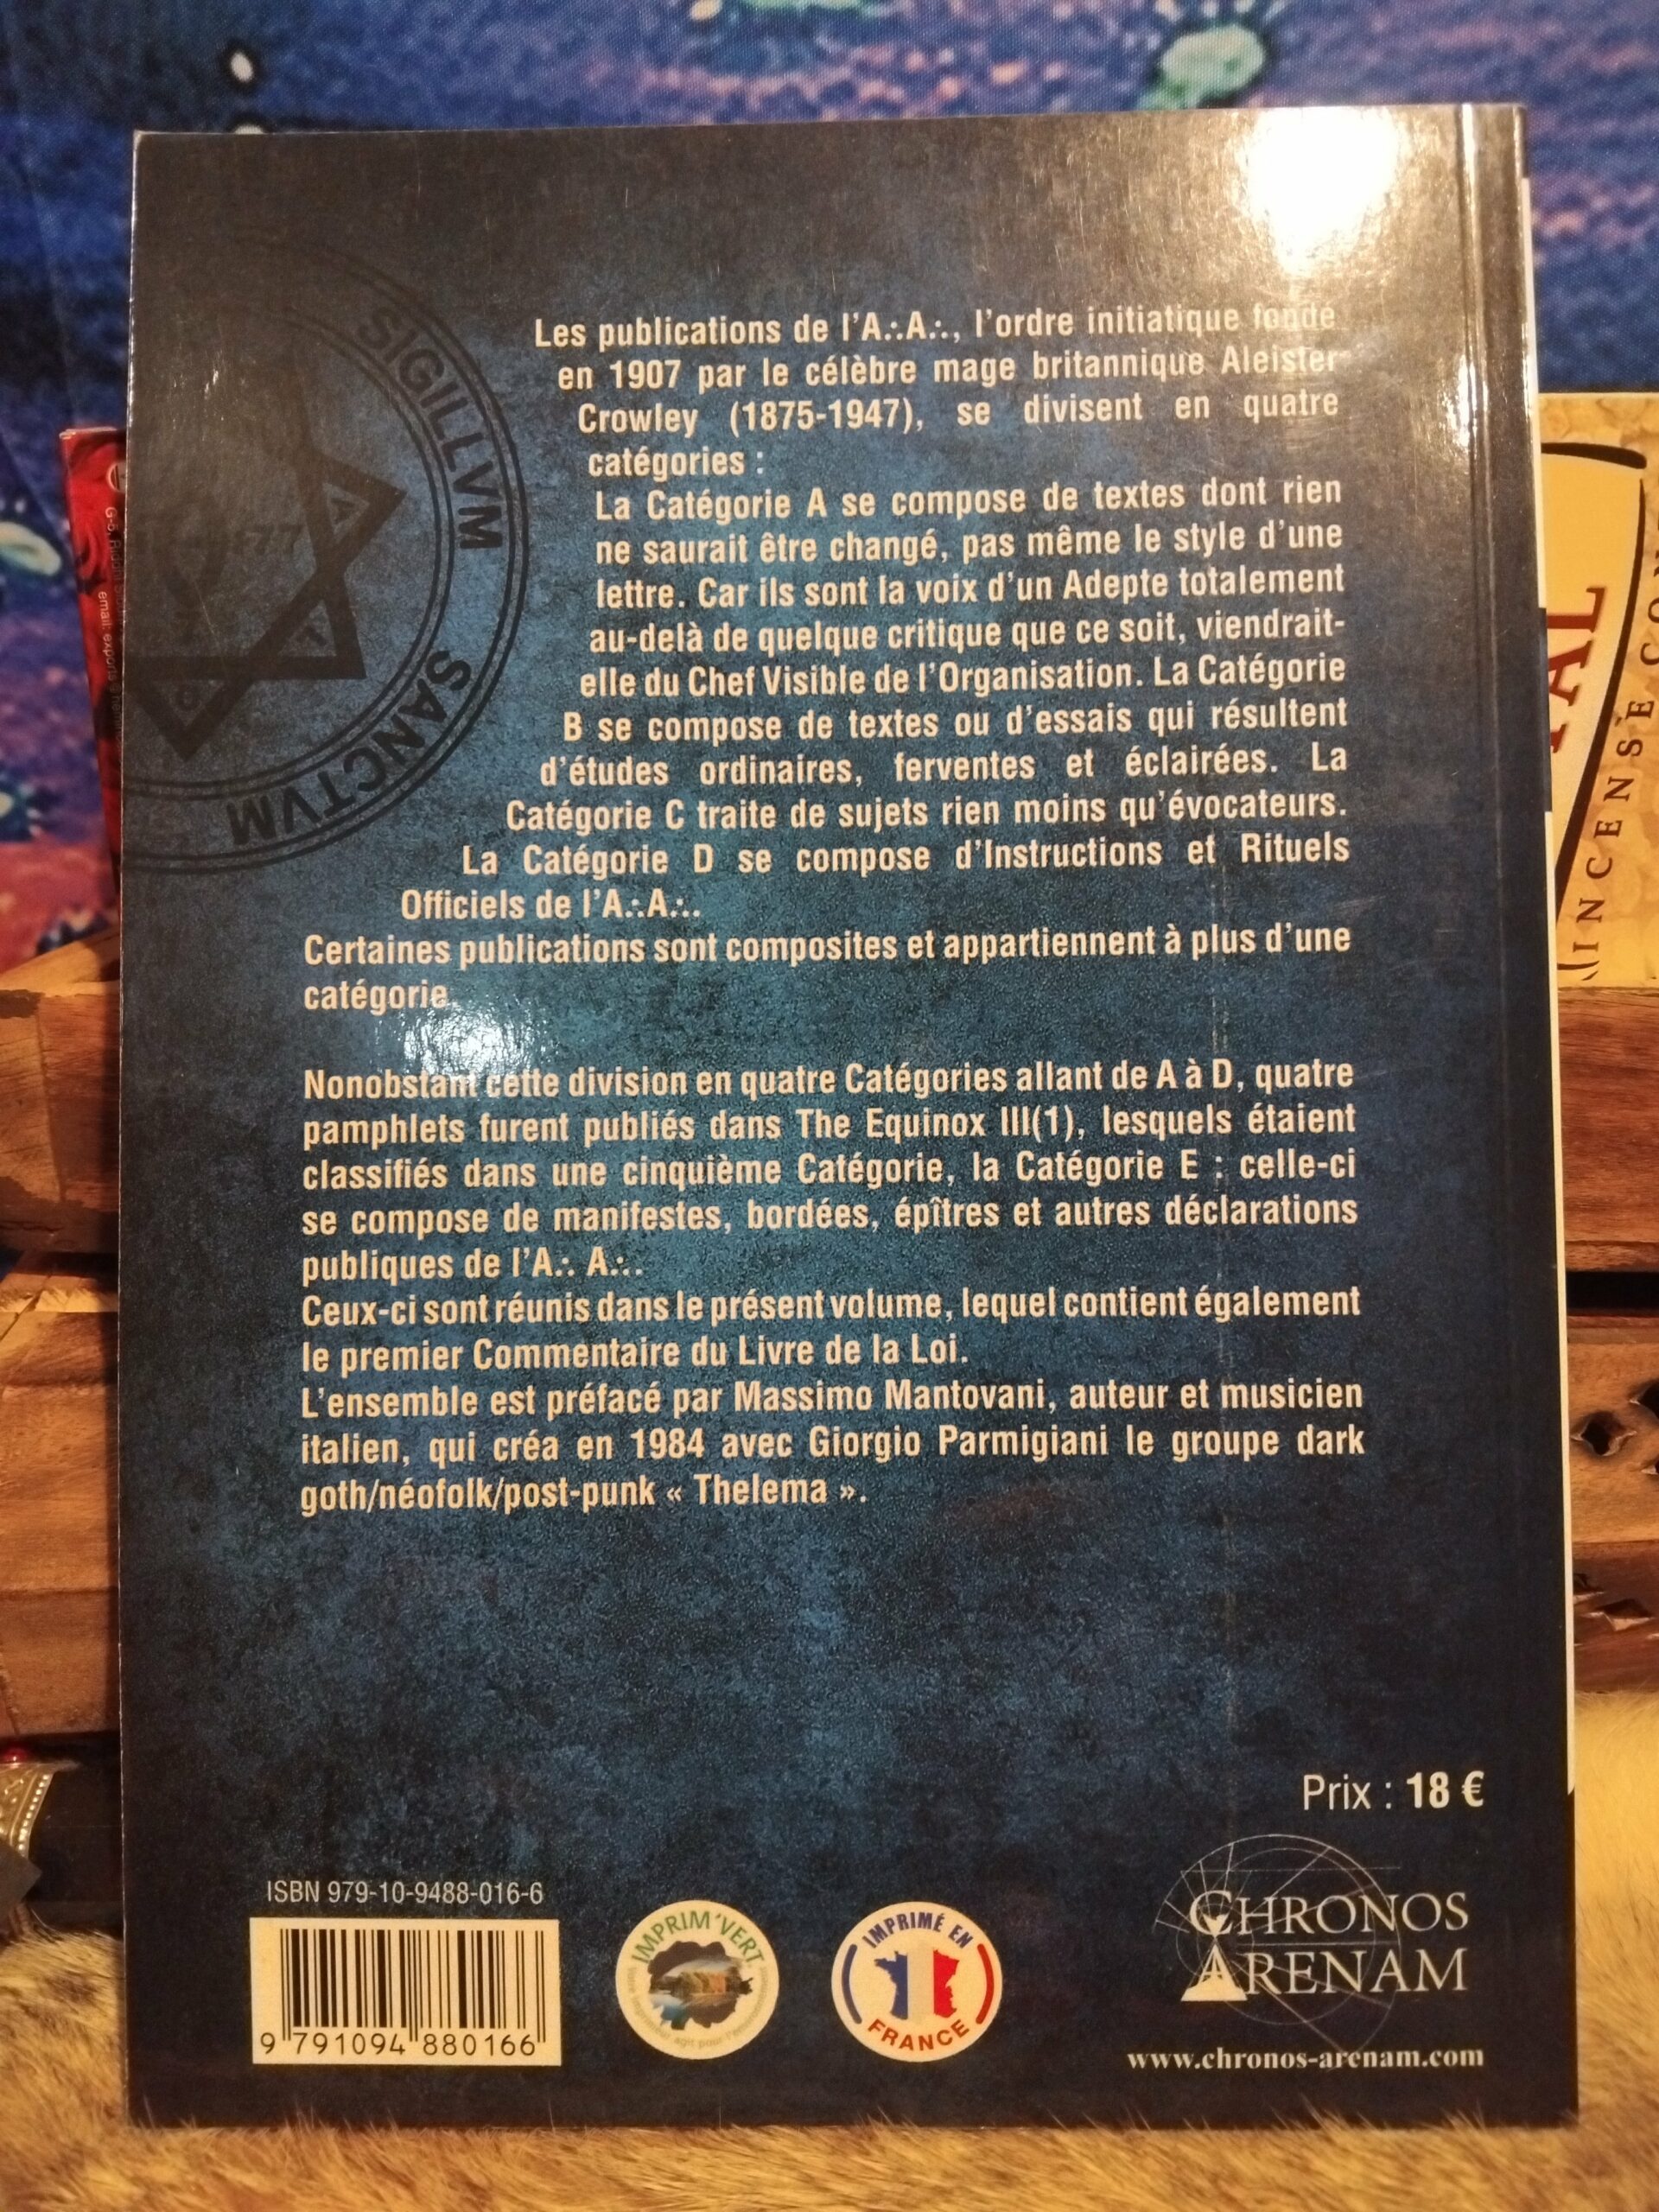 Les publications de l'A∴A∴, l'ordre initiatique fondé
en 1907 par le célèbre mage britannique Aleister
Crowley (1875-1947), se divisent en quatre
catégories :
La Catégorie A se compose de textes dont rien
ne saurait être changé, pas même le style d'une
lettre. Car ils sont la voix d'un Adepte totalement
au-delà de quelque critique que ce soit, viendrait-
elle du Chef Visible de l'Organisation. La Catégorie
B se compose de textes ou d'essais qui résultent
d'études ordinaires, ferventes et éclairées. La
Catégorie C traite de sujets rien moins qu'évocateurs.
La Catégorie D se compose d'Instructions et Rituels
Officiels de l'A∴A∴.
Certaines publications sont composites et appartiennent à plus d'une
catégorie.
Nonobstant cette division en quatre Catégories allant de A à D, quatre
pamphlets furent publiés dans The Equinox III(1), lesquels étaient
classifiés dans une cinquième Catégorie, la Catégorie E : celle-ci
se compose de manifestes, bordées, épîtres et autres déclarations
publiques de l'A∴ A∴.
Ceux-ci sont réunis dans le présent volume, lequel contient également
le premier Commentaire du Livre de la Loi.
L'ensemble est préfacé par Massimo Mantovani, auteur et musicien
italien, qui créa en 1984 avec Giorgio Parmigiani le groupe dark
goth/néofolk/post-punk « Thelema ».
SIGILLVM
SANCTVM
Prix : 18 €
ISBN 979-10-9488-016-6
9 791094 880166
IMPRIM'VERT
IMPRIMÉ EN
FRANCE
CHRONOS
ARENAM
www.chronos-arenam.com
INCENSE
email: